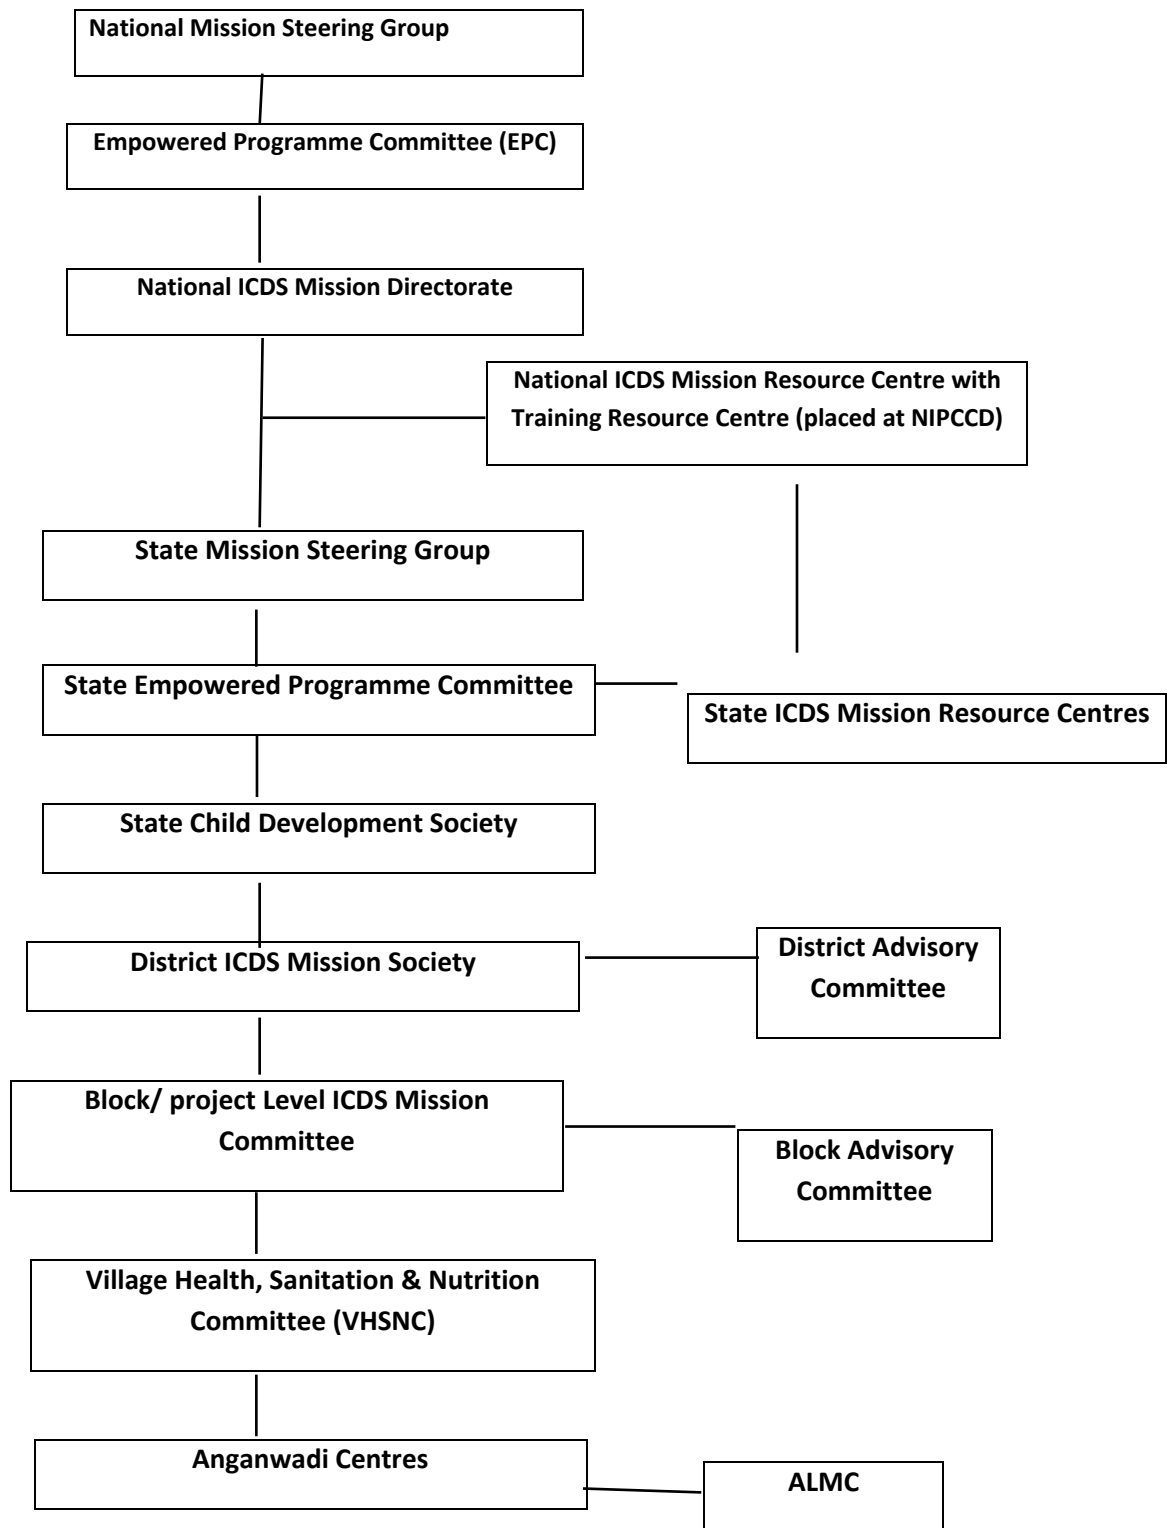 National Mission Steering Group
Empowered Programme Committee (EPC)
National ICDS Mission Directorate
National ICDS Mission Resource Centre with
Training Resource Centre (placed at NIPCCD)
State Mission Steering Group
State Empowered Programme Committee
State ICDS Mission Resource Centres
State Child Development Society
District ICDS Mission Society
District Advisory
Committee
Block/ project Level ICDS Mission
Committee
Block Advisory
Committee
Village Health, Sanitation & Nutrition
Committee (VHSNC)
Anganwadi Centres
ALMC